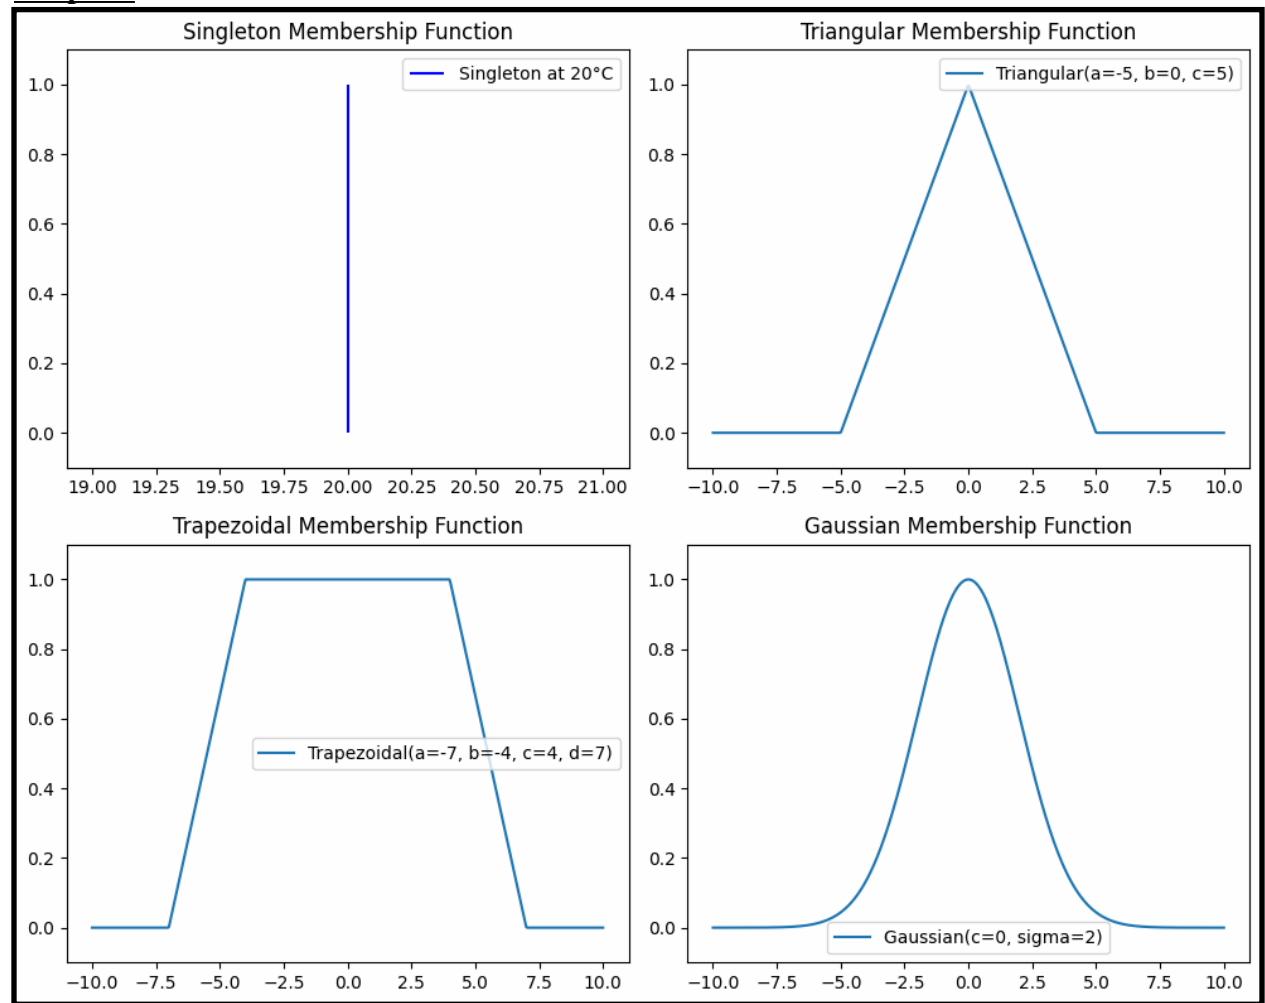 Singleton Membership Function
Singleton at 20°C
1.0
0.8
0.6
0.4
0.2
0.0
19.00 19.25 19.50 19.75 20.00 20.25 20.50 20.75 21.00
Triangular Membership Function
Triangular(a=-5, b=0, c=5)
1.0
0.8
0.6
0.4
0.2
0.0
−10.0 −7.5 −5.0 −2.5 0.0 2.5 5.0 7.5 10.0
Trapezoidal Membership Function
1.0
0.8
0.6
Trapezoidal(a=-7, b=-4, c=4, d=7)
0.4
0.2
0.0
−10.0 −7.5 −5.0 −2.5 0.0 2.5 5.0 7.5 10.0
Gaussian Membership Function
1.0
0.8
0.6
0.4
0.2
0.0
Gaussian(c=0, sigma=2)
−10.0 −7.5 −5.0 −2.5 0.0 2.5 5.0 7.5 10.0